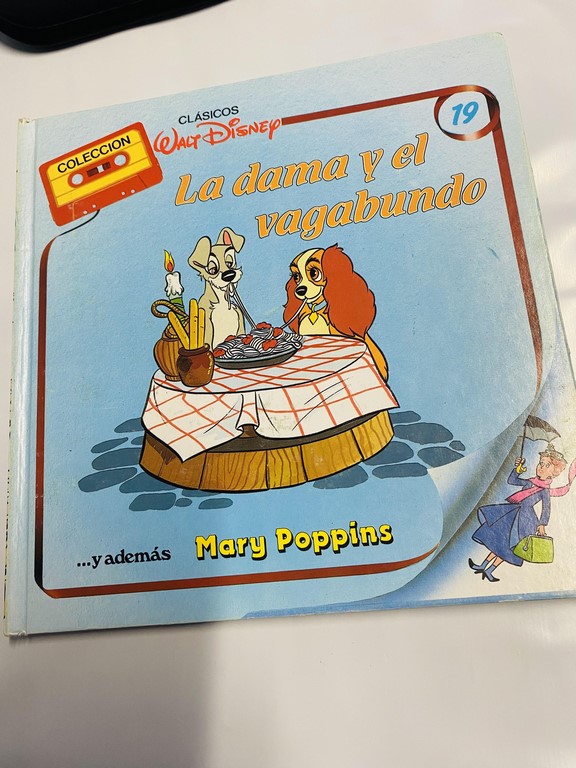 CLÁSICOS
WALT DISNEY
COLECCION
19
La dama y el
vagabundo
...y además Mary Poppins